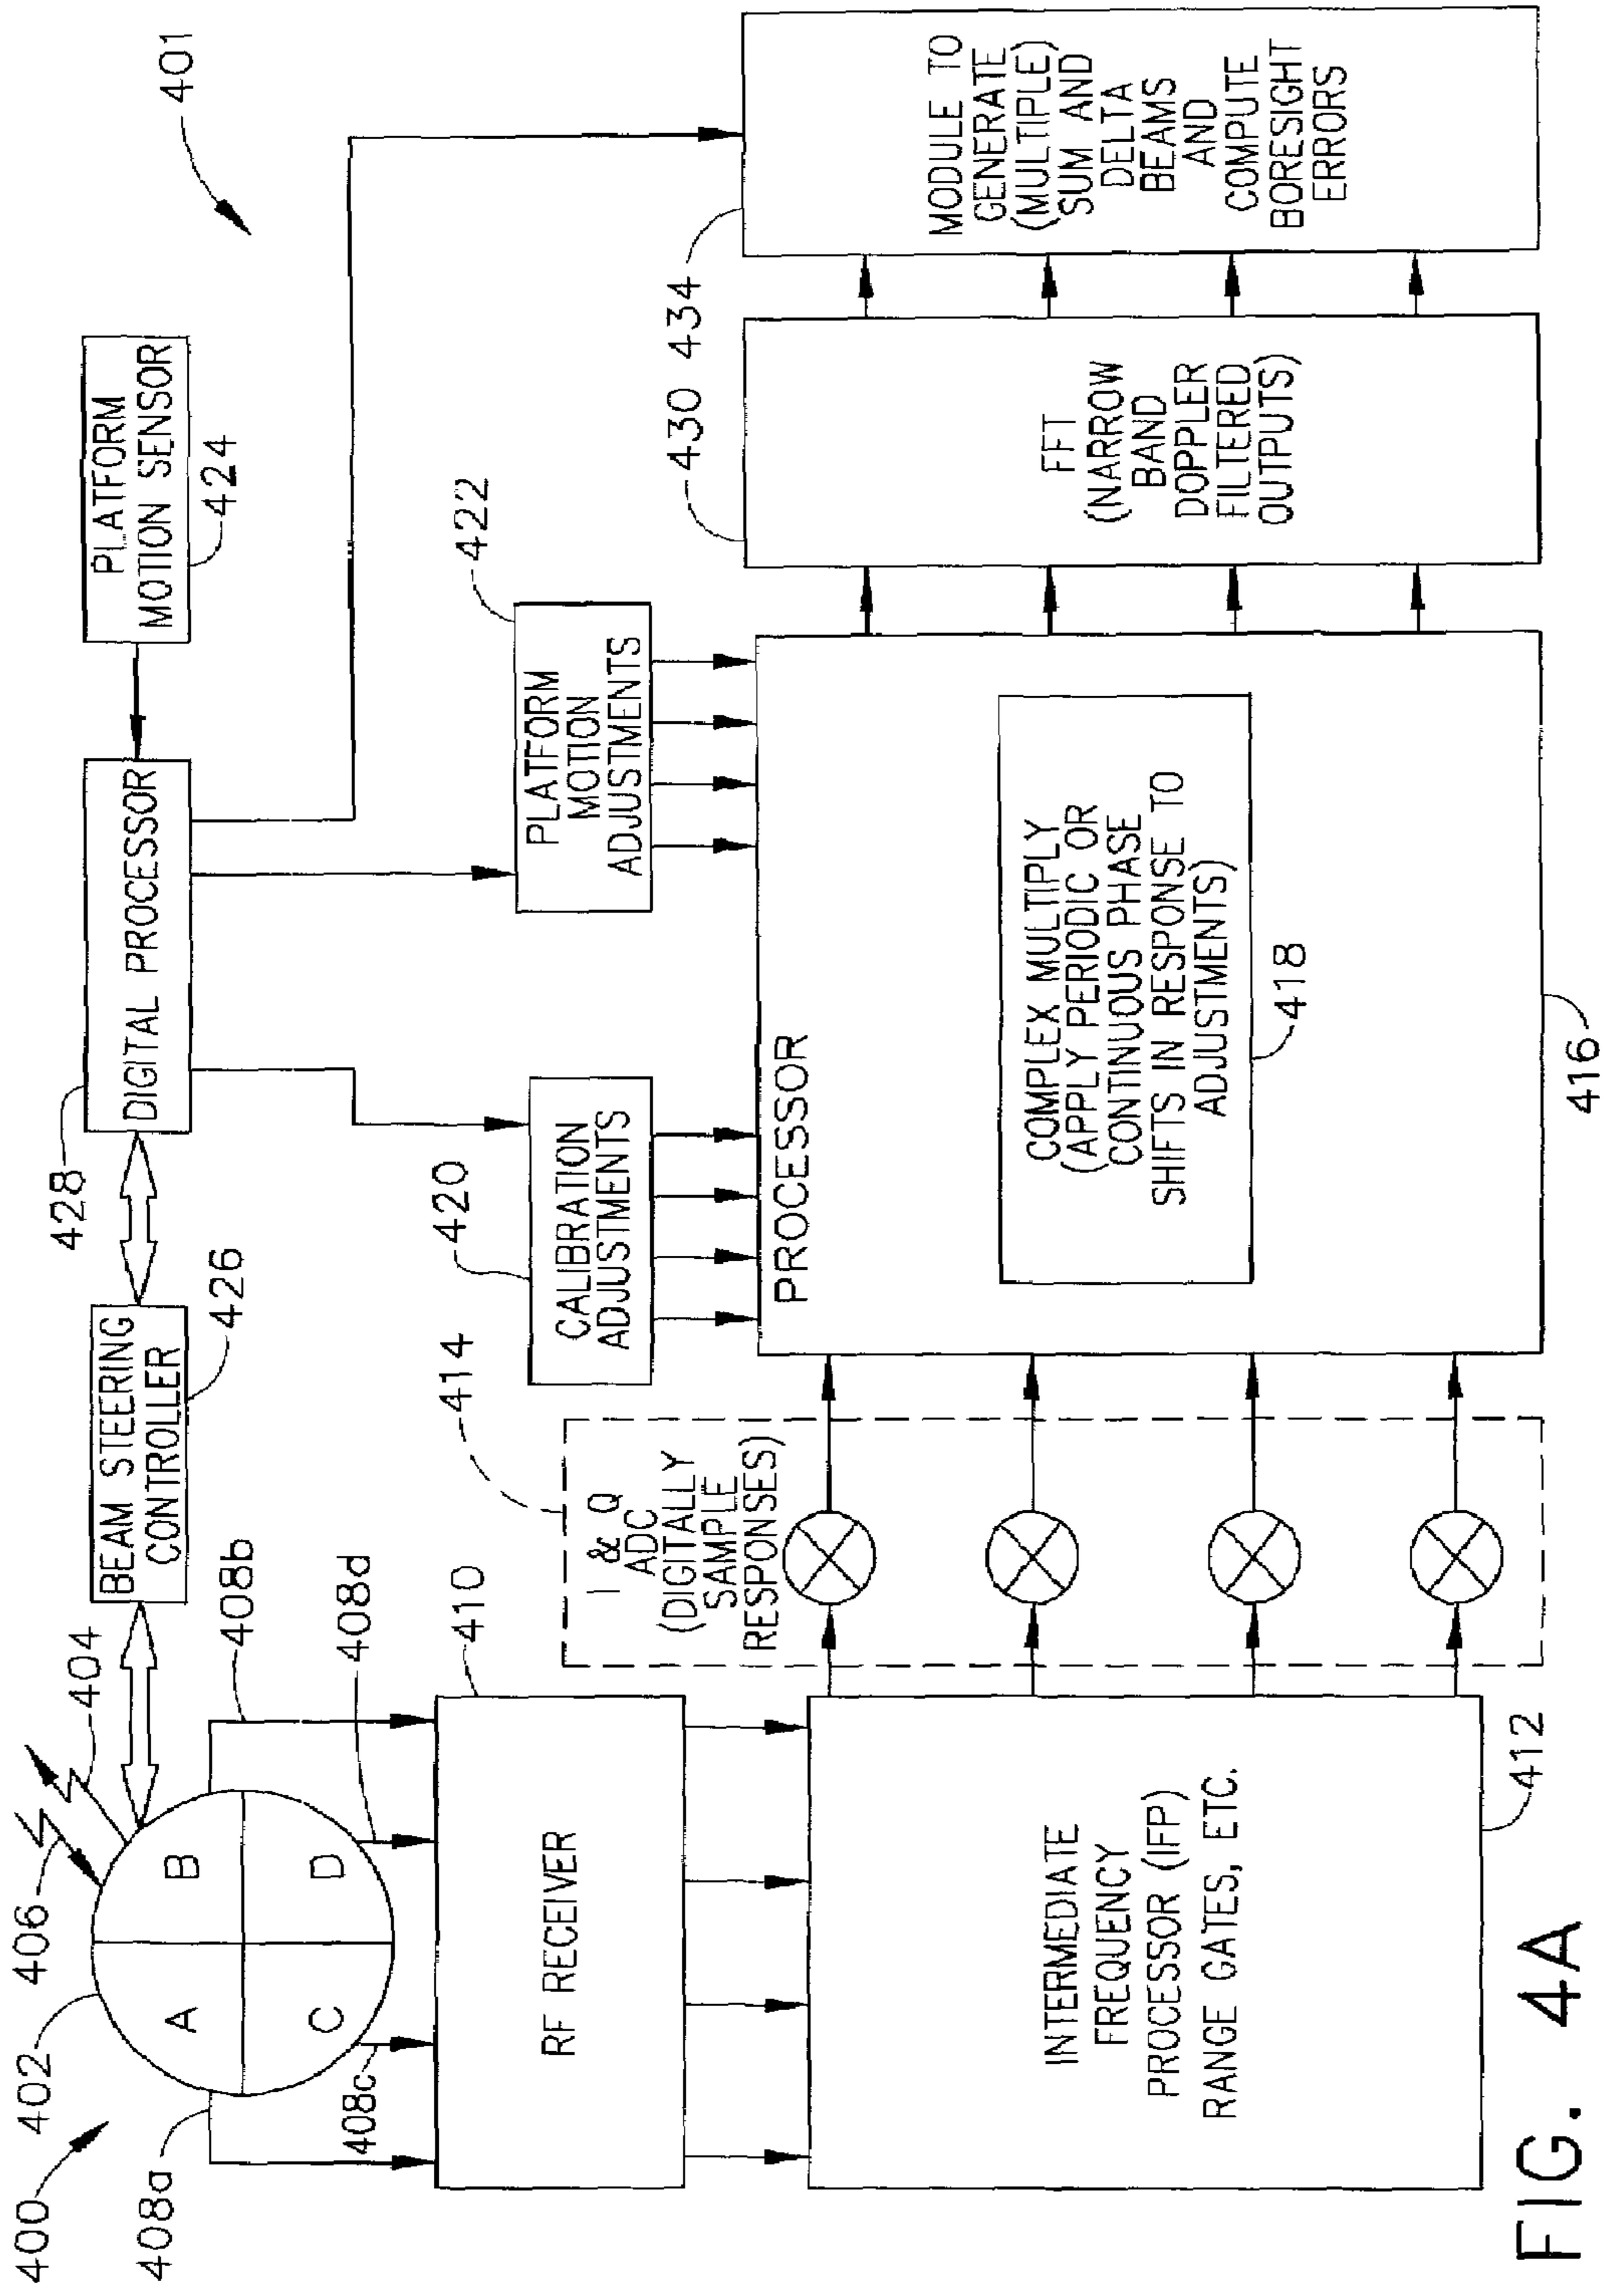 400
402
406
404
A
B
C
D
408a
408c
408b
408d
BEAM STEERING
CONTROLLER
426
428
DIGITAL PROCESSOR
PLATFORM
MOTION SENSOR
424
401
410
RF RECEIVER
INTERMEDIATE
FREQUENCY
PROCESSOR (IFP)
RANGE GATES, ETC.
412
414
I & Q
ADC
(DIGITALLY
SAMPLE
RESPONSES)
420
CALIBRATION
ADJUSTMENTS
422
PLATFORM
MOTION
ADJUSTMENTS
PROCESSOR
COMPLEX MULTIPLY
(APPLY PERIODIC OR
CONTINUOUS PHASE
SHIFTS IN RESPONSE TO
ADJUSTMENTS)
418
416
430
FFT
(NARROW
BAND
DOPPLER
FILTERED
OUTPUTS)
434
MODULE TO
GENERATE
(MULTIPLE)
SUM AND
DELTA
BEAMS
AND
COMPUTE
BORESIGHT
ERRORS
FIG. 4A